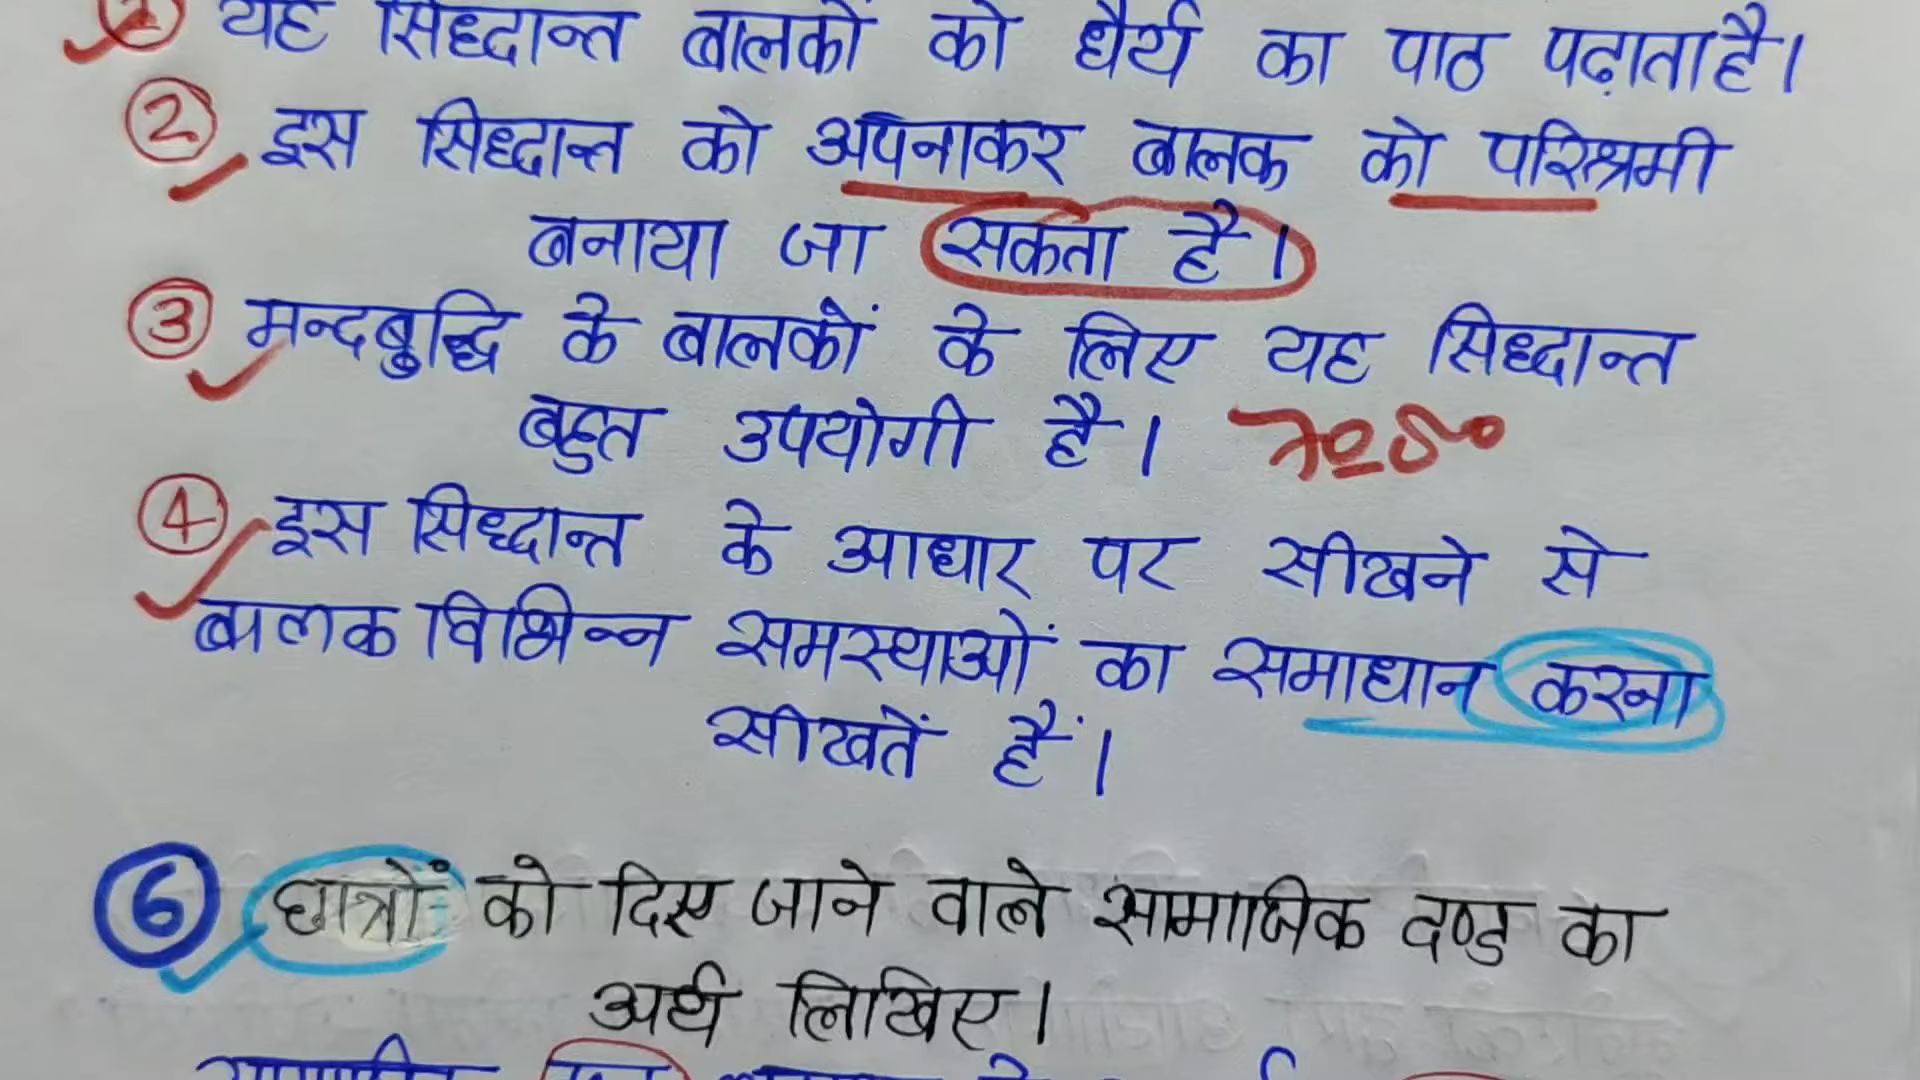 ① यह सिध्दान्त बालकों को धैर्य का पाठ पढ़ाता है।
② इस सिध्दान्त को अपनाकर बालक को परिश्रमी
बनाया जा सकता है।
③ मन्दबुद्धि के बालकों के लिए यह सिध्दान्त
बहुत उपयोगी है।
④ इस सिध्दान्त के आधार पर सीखने से
बालक विभिन्न समस्याओं का समाधान करना
सीखतें हैं।
⑥ छात्रों को दिए जाने वाले सामाजिक दण्ड का
अर्थ लिखिए।